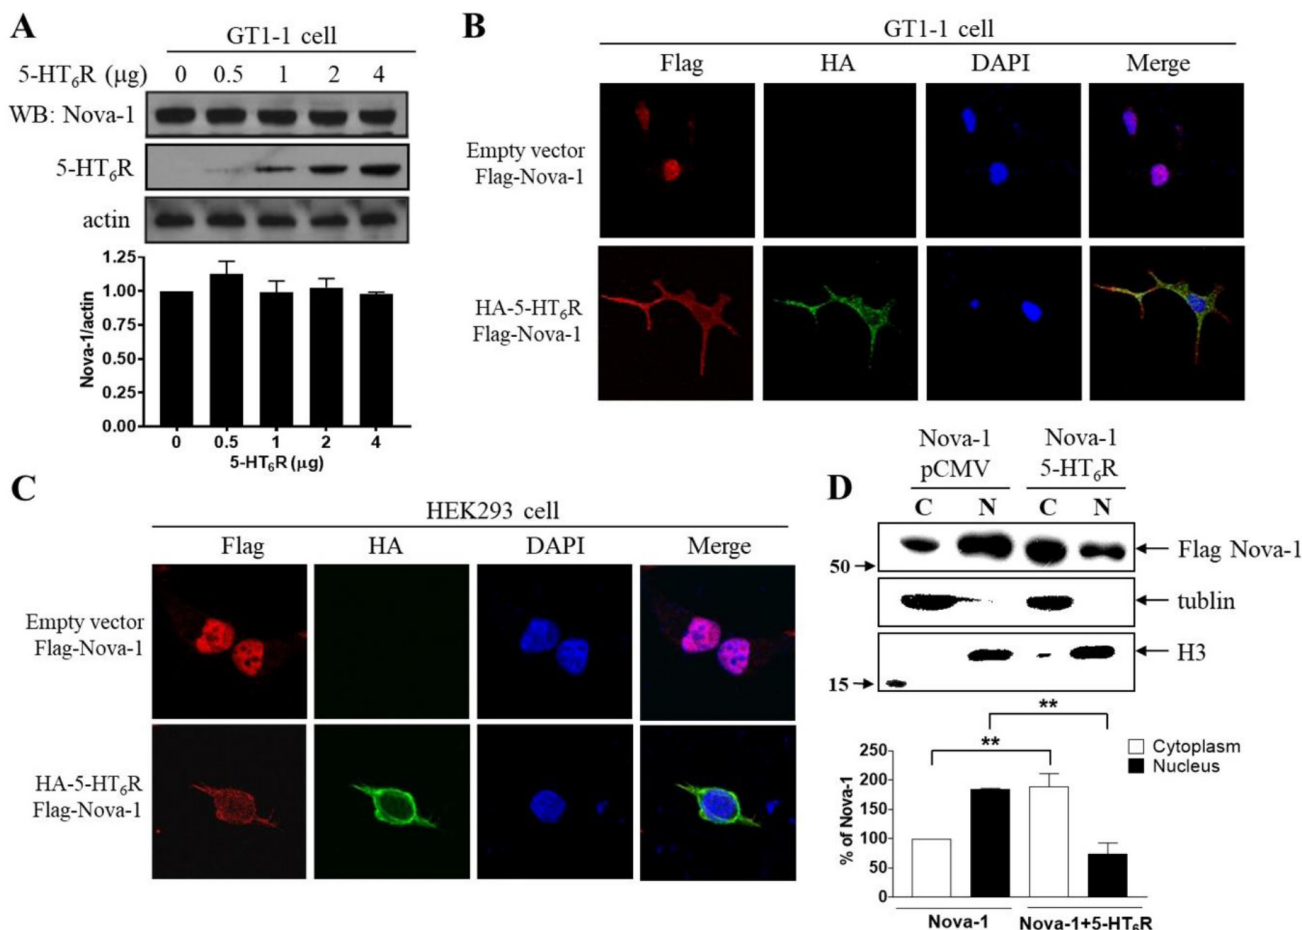 A
GT1-1 cell
5-HT₆R (μg) 0 0.5 1 2 4
WB: Nova-1
5-HT₆R
actin
1.25
1.00
0.75
0.50
0.25
0.00
Nova-1/actin
0 0.5 1 2 4
5-HT₆R (μg)
B
GT1-1 cell
Flag HA DAPI Merge
Empty vector
Flag-Nova-1
HA-5-HT₆R
Flag-Nova-1
C
HEK293 cell
Flag HA DAPI Merge
Empty vector
Flag-Nova-1
HA-5-HT₆R
Flag-Nova-1
D
Nova-1 Nova-1
pCMV 5-HT₆R
C N C N
Flag Nova-1
50
tublin
H3
15
**
**
Cytoplasm
Nucleus
250
200
150
100
50
0
% of Nova-1
Nova-1 Nova-1+5-HT₆R